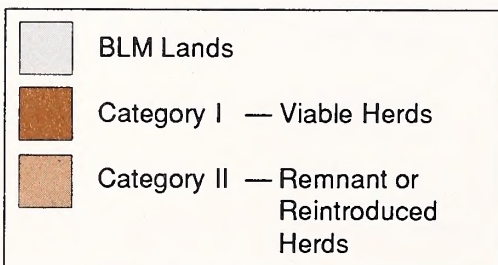 BLM Lands
Category I — Viable Herds
Category II — Remnant or
Reintroduced
Herds